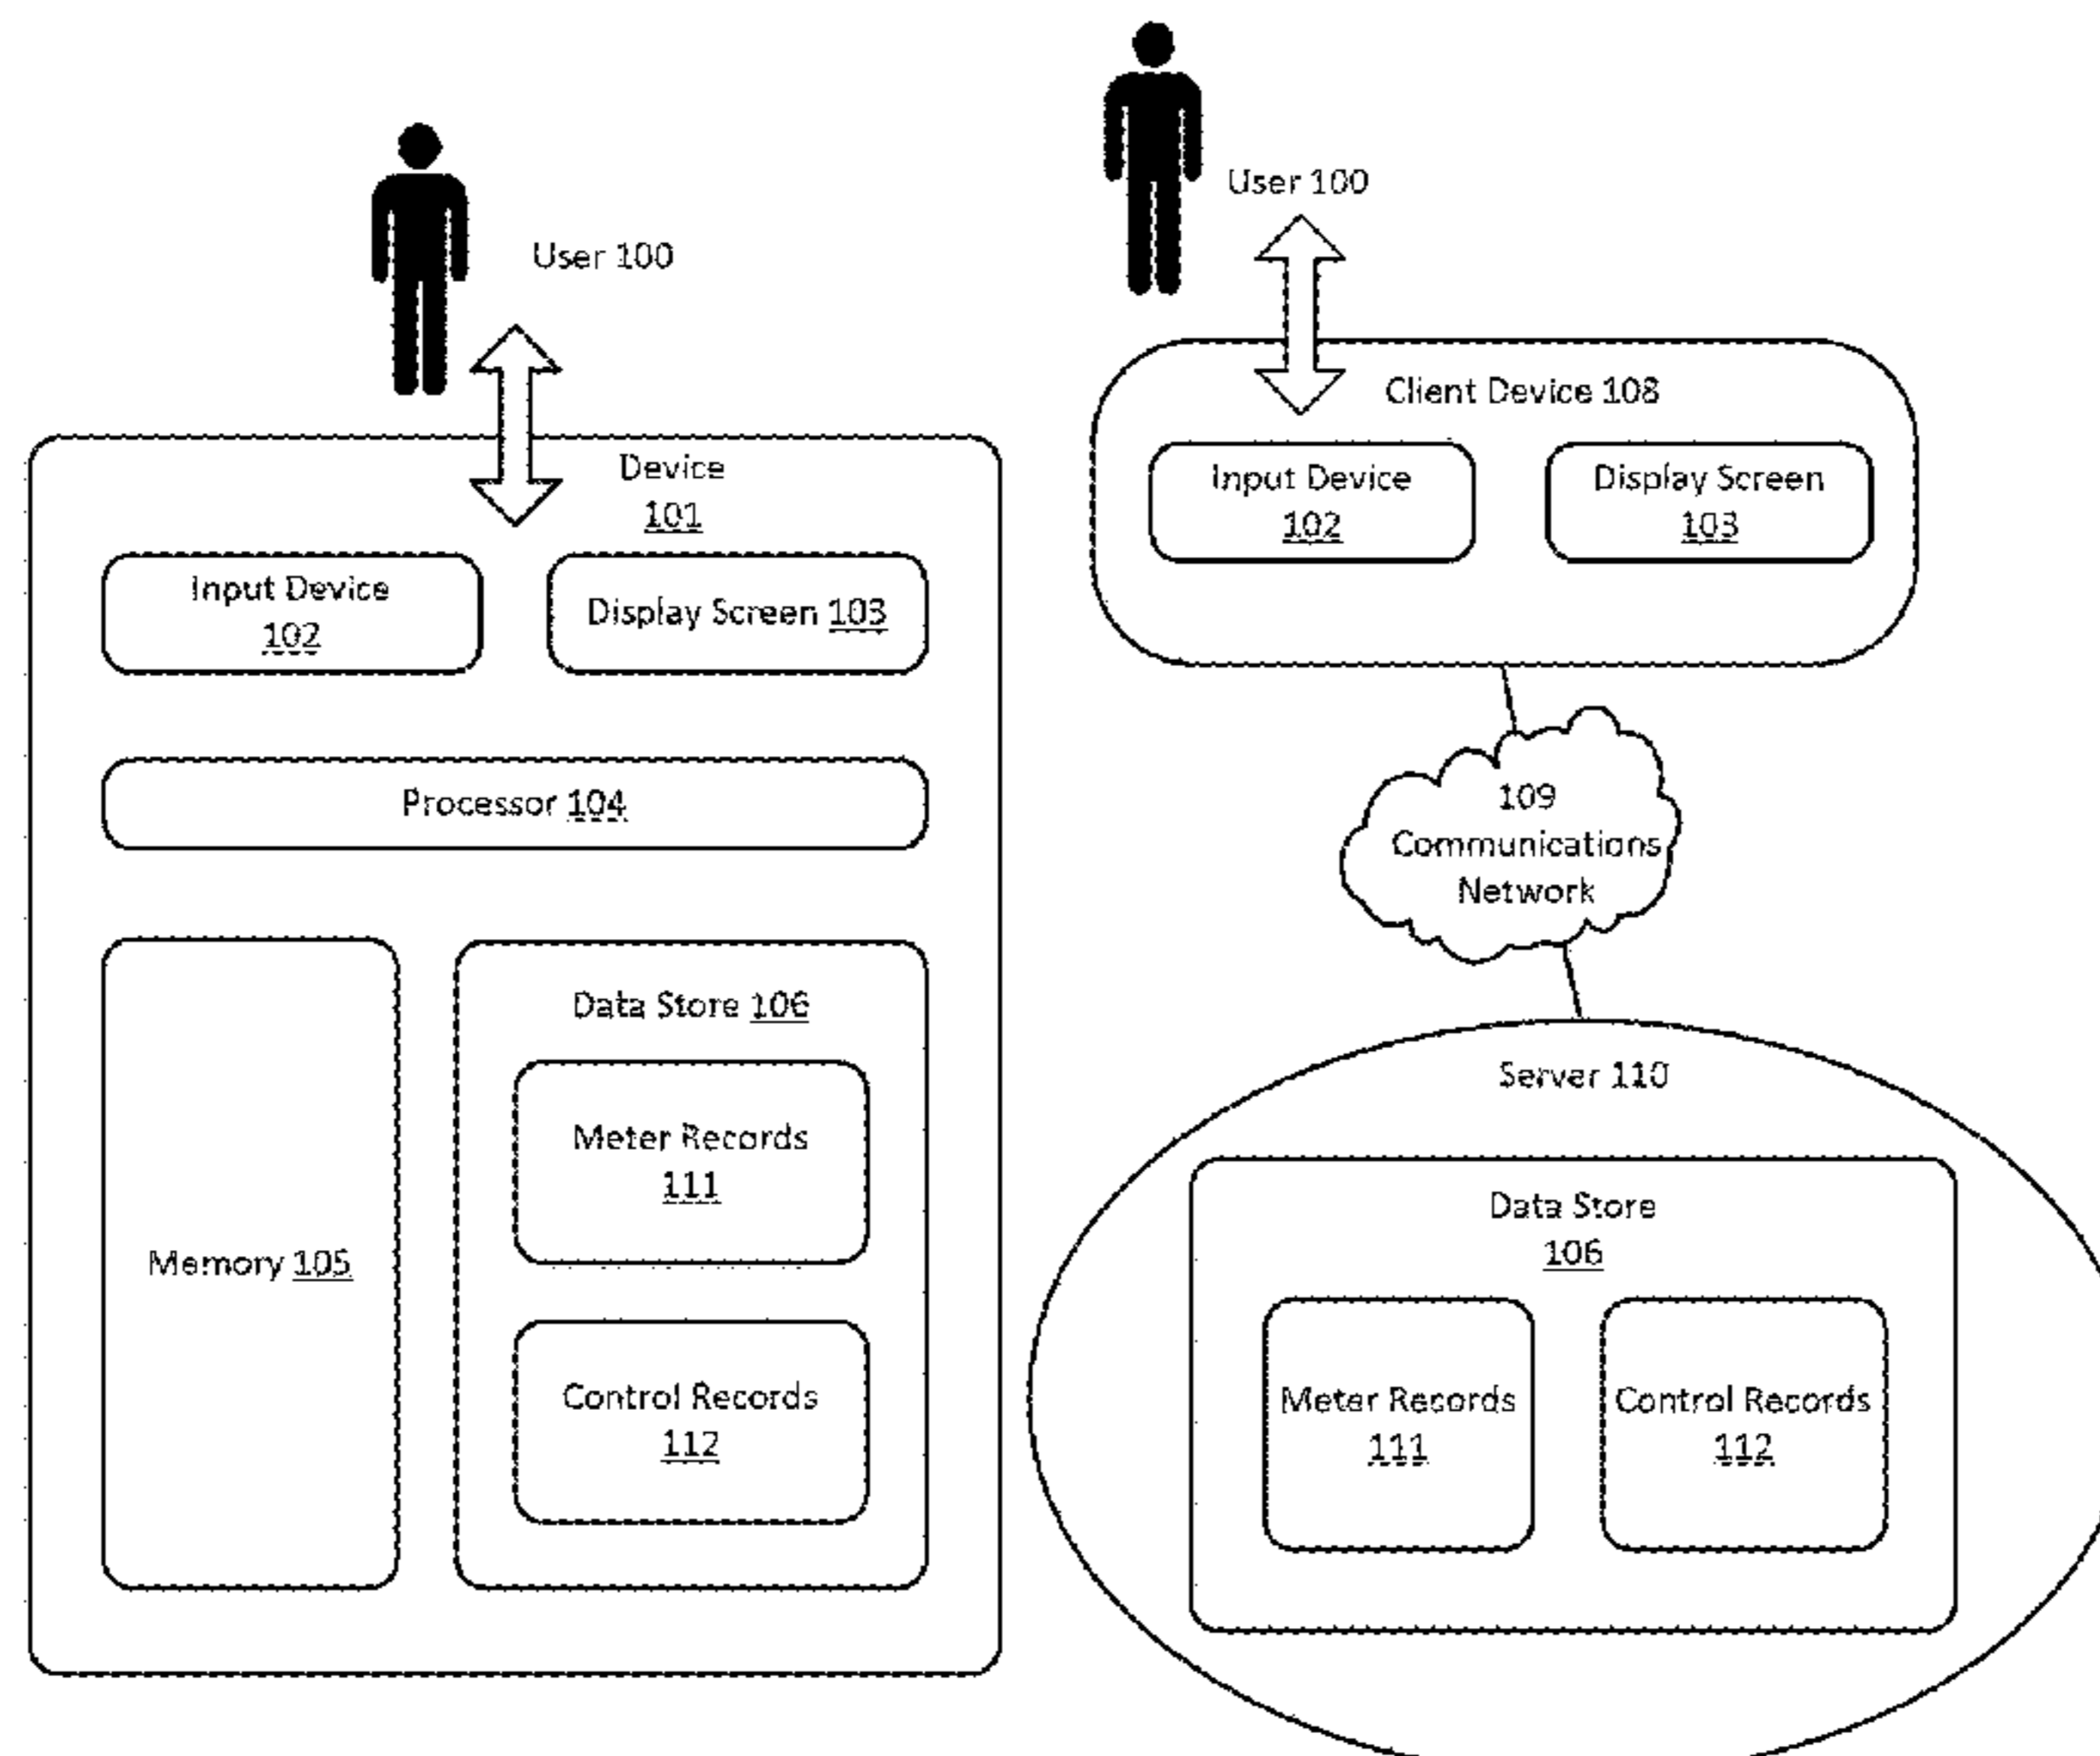 User 100
Device
101
Input Device
102
Display Screen 103
Processor 104
Memory 105
Data Store 106
Meter Records
111
Control Records
112
User 100
Client Device 108
Input Device
102
Display Screen
103
109
Communications
Network
Server 110
Data Store
106
Meter Records
111
Control Records
112